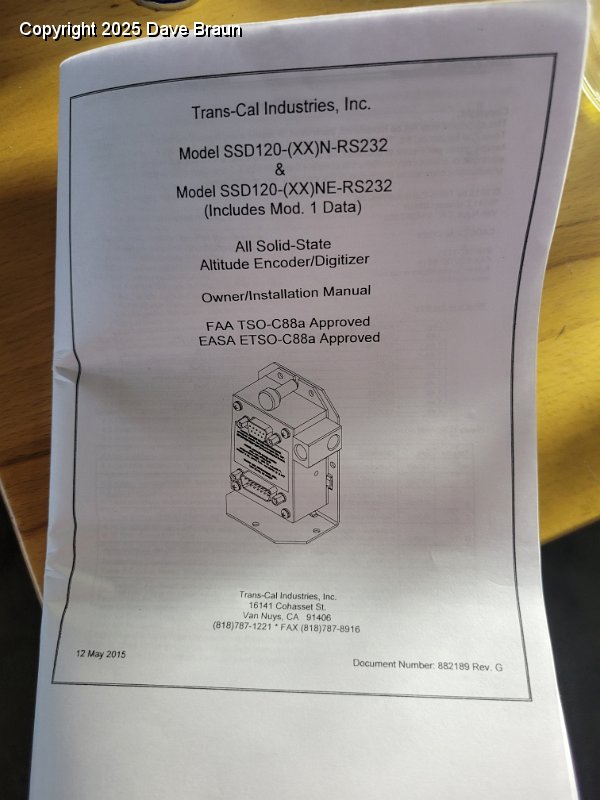 Copyright 2025 Dave Braun
Trans-Cal Industries, Inc.
Model SSD120-(XX)N-RS232
&
Model SSD120-(XX)NE-RS232
(Includes Mod. 1 Data)
All Solid-State
Altitude Encoder/Digitizer
Owner/Installation Manual
FAA TSO-C88a Approved
EASA ETSO-C88a Approved
Trans-Cal Industries, Inc.
16141 Cohasset St.
Van Nuys, CA 91406
(818)787-1221 * FAX (818)787-8916
12 May 2015
Document Number: 882189 Rev. G